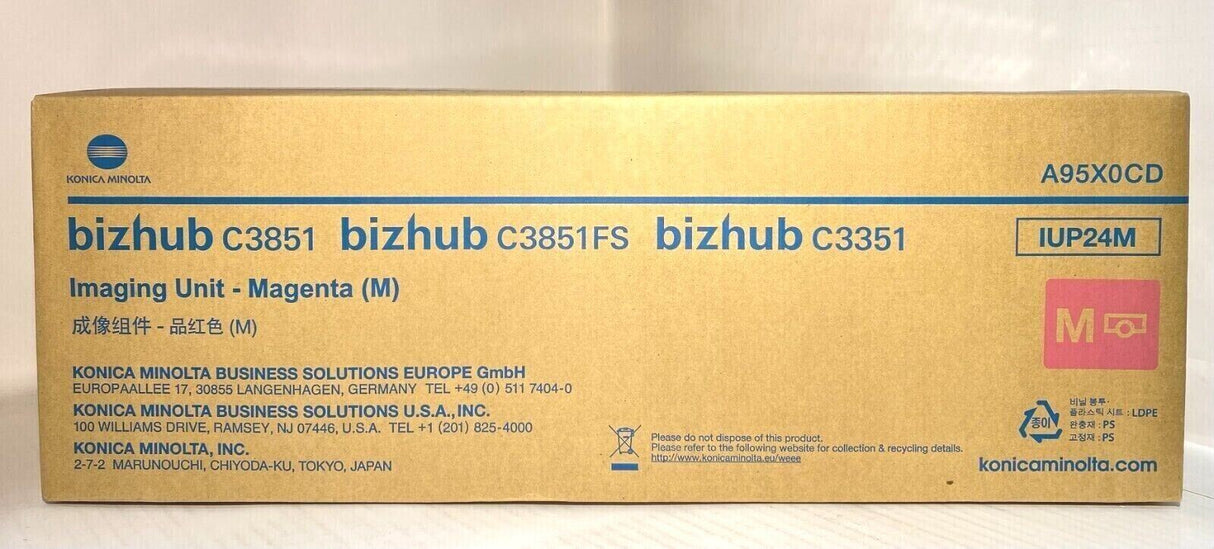 KONICA MINOLTA
A95X0CD
bizhub C3851 bizhub C3851FS bizhub C3351
IUP24M
Imaging Unit - Magenta (M)
成像组件 - 品红色 (M)
M
KONICA MINOLTA BUSINESS SOLUTIONS EUROPE GmbH
EUROPAALLEE 17, 30855 LANGENHAGEN, GERMANY TEL +49 (0) 511 7404-0
KONICA MINOLTA BUSINESS SOLUTIONS U.S.A., INC.
100 WILLIAMS DRIVE, RAMSEY, NJ 07446, U.S.A. TEL +1 (201) 825-4000
KONICA MINOLTA, INC.
2-7-2 MARUNOUCHI, CHIYODA-KU, TOKYO, JAPAN
Please do not dispose of this product.
Please refer to the following website for collection & recycling details.
http://www.konicaminolta.eu/weee
종이
비닐 봉투·
플라스틱 시트 : LDPE
완충재 : PS
고정재 : PS
konicaminolta.com